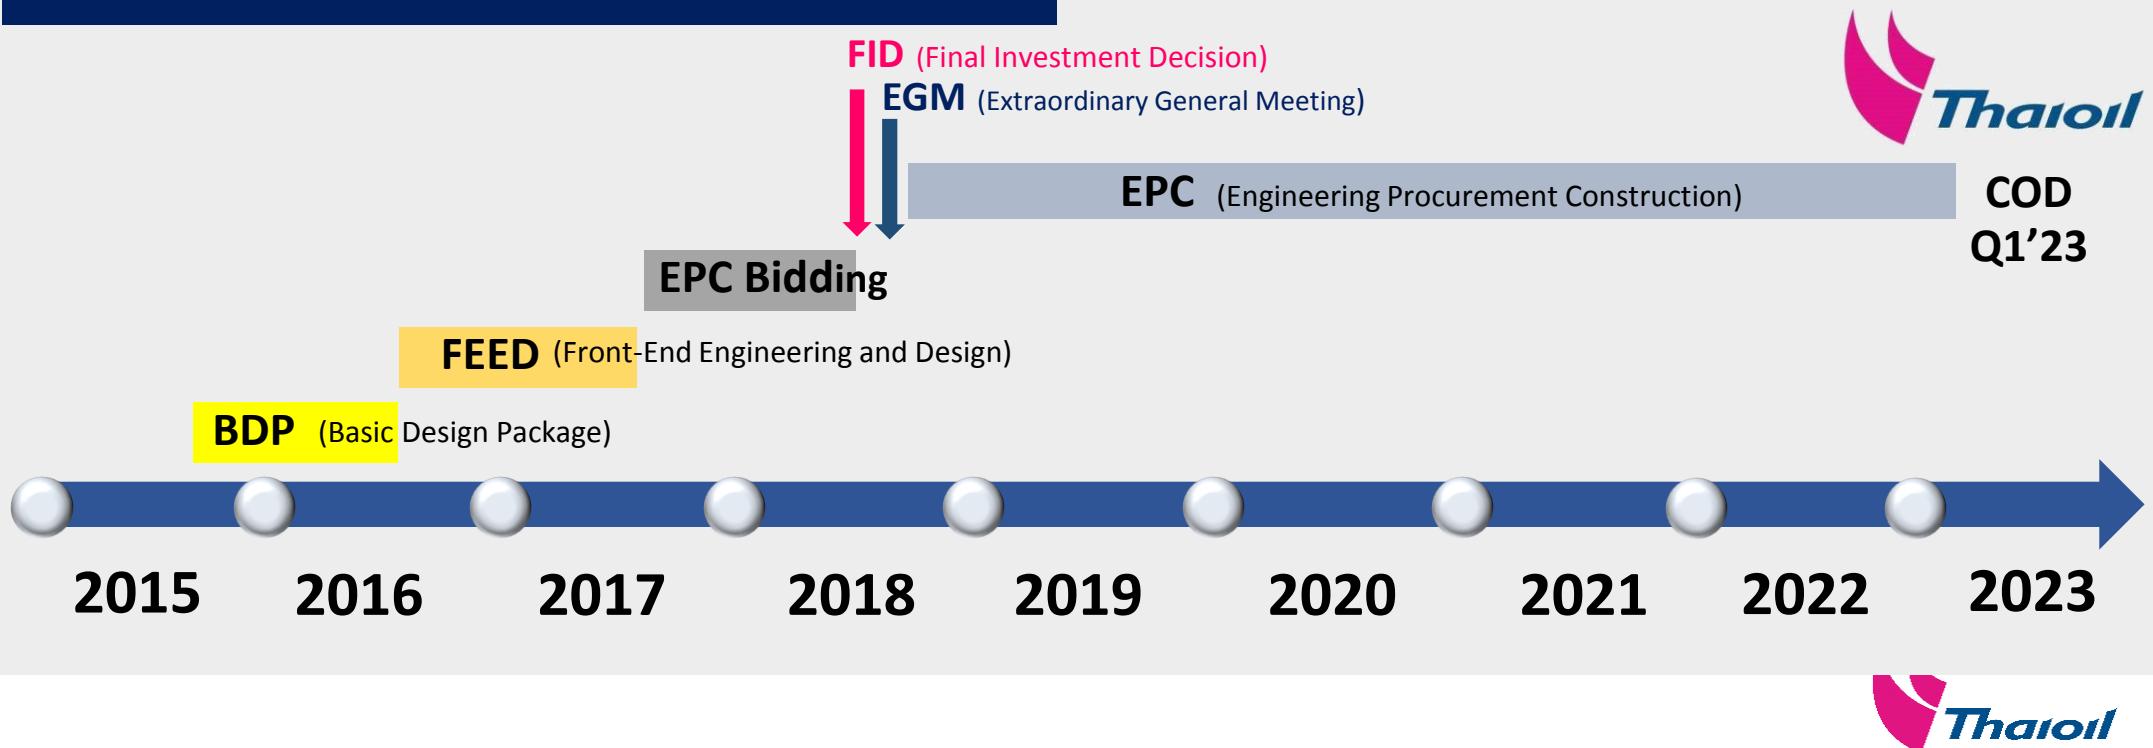 FID (Final Investment Decision)
EGM (Extraordinary General Meeting)
Thaioil
EPC (Engineering Procurement Construction)
COD
Q1’23
EPC Bidding
FEED (Front-End Engineering and Design)
BDP (Basic Design Package)
2015 2016 2017 2018 2019 2020 2021 2022 2023
Thaioil